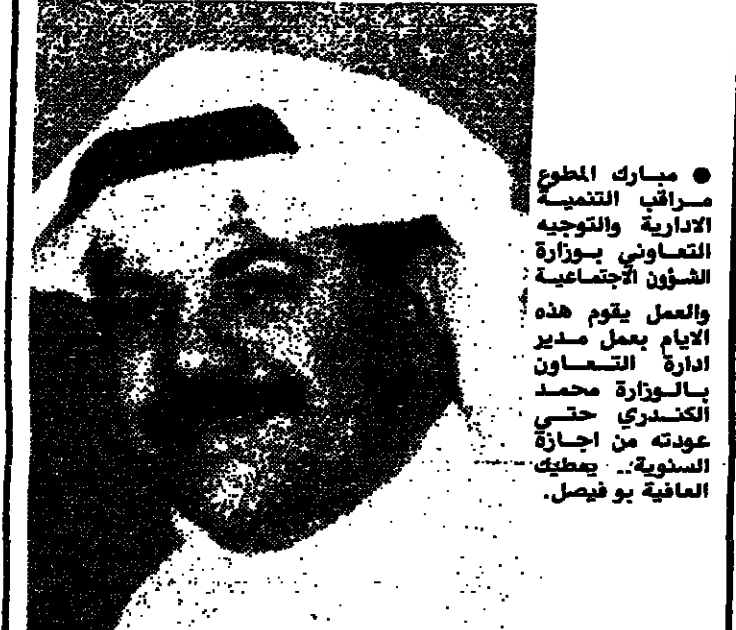 ● مبارك المطوع
مراقب التنمية
الادارية والتوجيه
التعاوني بوزارة
الشؤون الاجتماعية
والعمل يقوم هذه
الايام بعمل مدير
ادارة التعاون
بالوزارة محمد
الكندري حتى
عودته من اجازة
السنوية.. يعطيك
العافية بو فيصل.